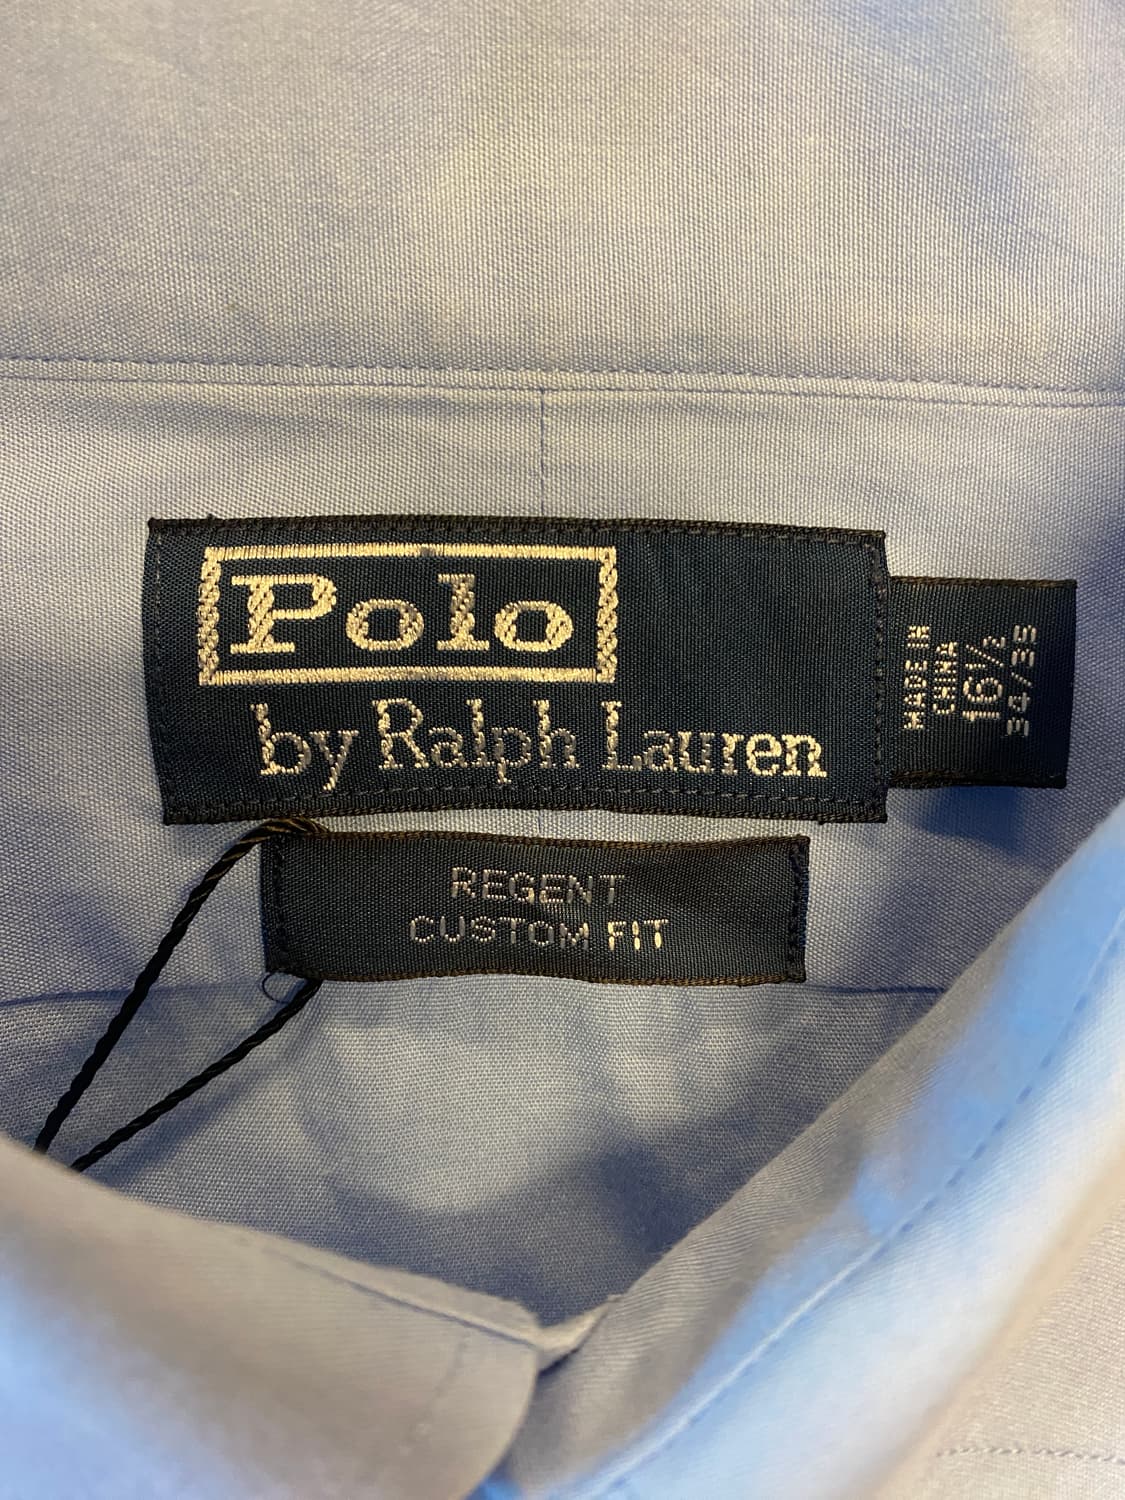 Polo
by Ralph Lauren
MADE IN
CHINA
16½
34/35
REGENT
CUSTOM FIT